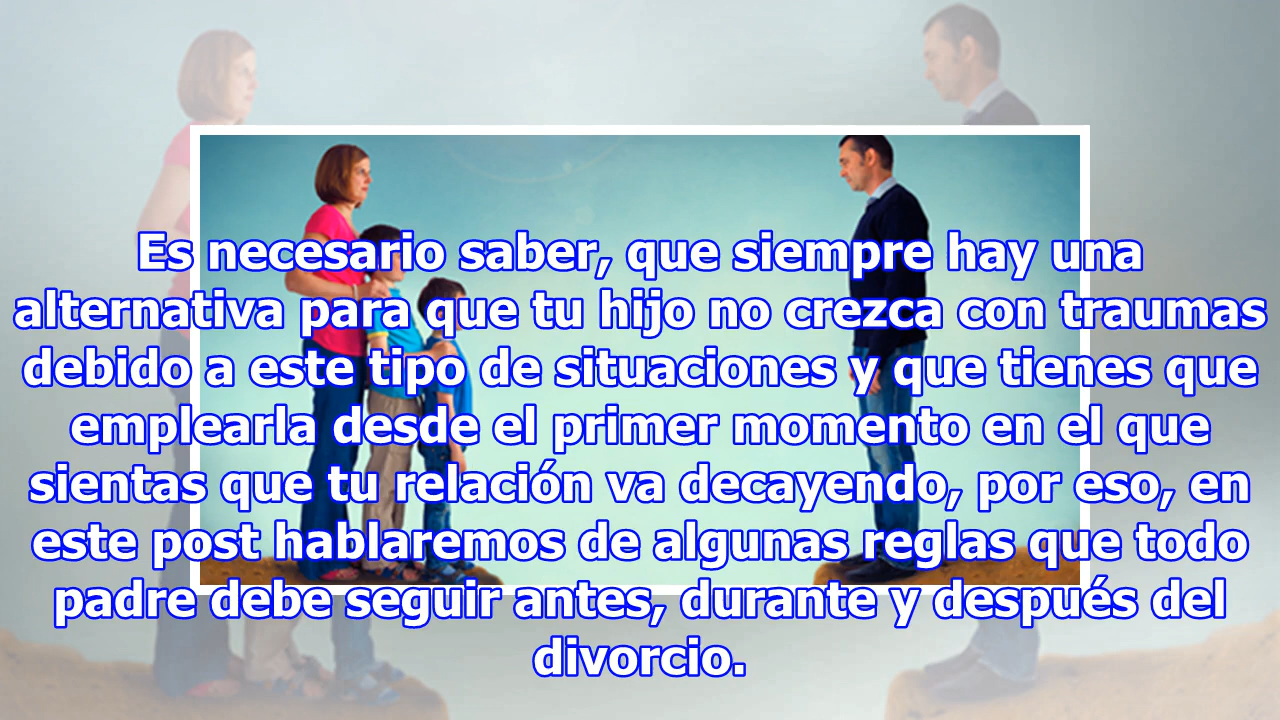 Es necesario saber, que siempre hay una
alternativa para que tu hijo no crezca con traumas
debido a este tipo de situaciones y que tienes que
emplearla desde el primer momento en el que
sientas que tu relación va decayendo, por eso, en
este post hablaremos de algunas reglas que todo
padre debe seguir antes, durante y después del
divorcio.